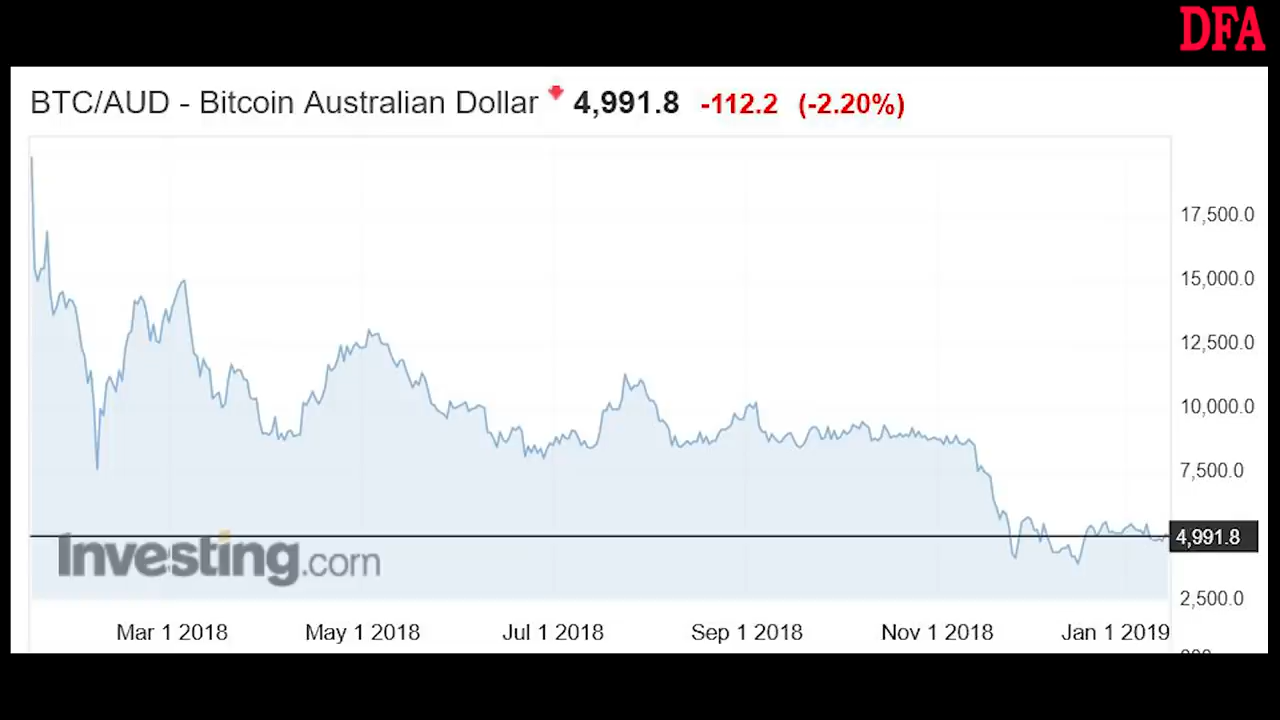 DFA
BTC/AUD - Bitcoin Australian Dollar 4,991.8 -112.2 (-2.20%)
17,500.0
15,000.0
12,500.0
10,000.0
7,500.0
4,991.8
2,500.0
Investing.com
Mar 1 2018 May 1 2018 Jul 1 2018 Sep 1 2018 Nov 1 2018 Jan 1 2019